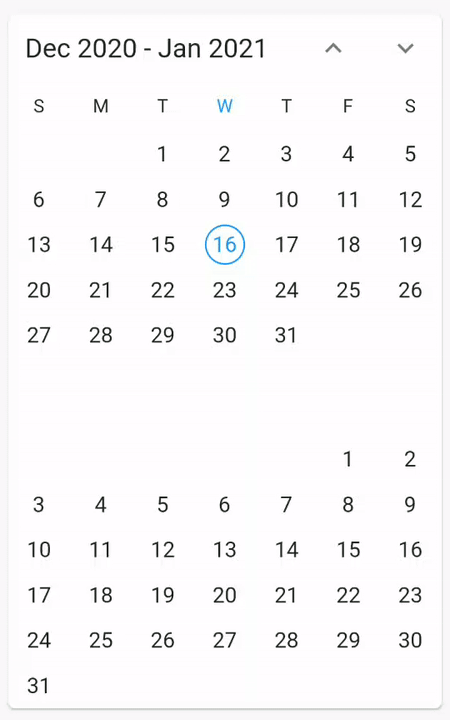 Dec 2020 - Jan 2021
S M T W T F S
1 2 3 4 5
6 7 8 9 10 11 12
13 14 15 16 17 18 19
20 21 22 23 24 25 26
27 28 29 30 31
1 2
3 4 5 6 7 8 9
10 11 12 13 14 15 16
17 18 19 20 21 22 23
24 25 26 27 28 29 30
31